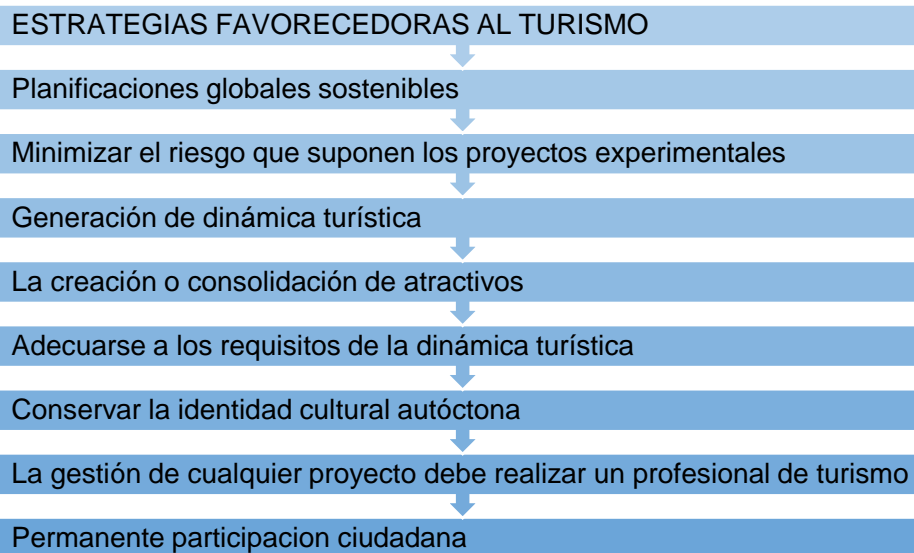 ESTRATEGIAS FAVORECEDORAS AL TURISMO
Planificaciones globales sostenibles
Minimizar el riesgo que suponen los proyectos experimentales
Generación de dinámica turística
La creación o consolidación de atractivos
Adecuarse a los requisitos de la dinámica turística
Conservar la identidad cultural autóctona
La gestión de cualquier proyecto debe realizar un profesional de turismo
Permanente participacion ciudadana